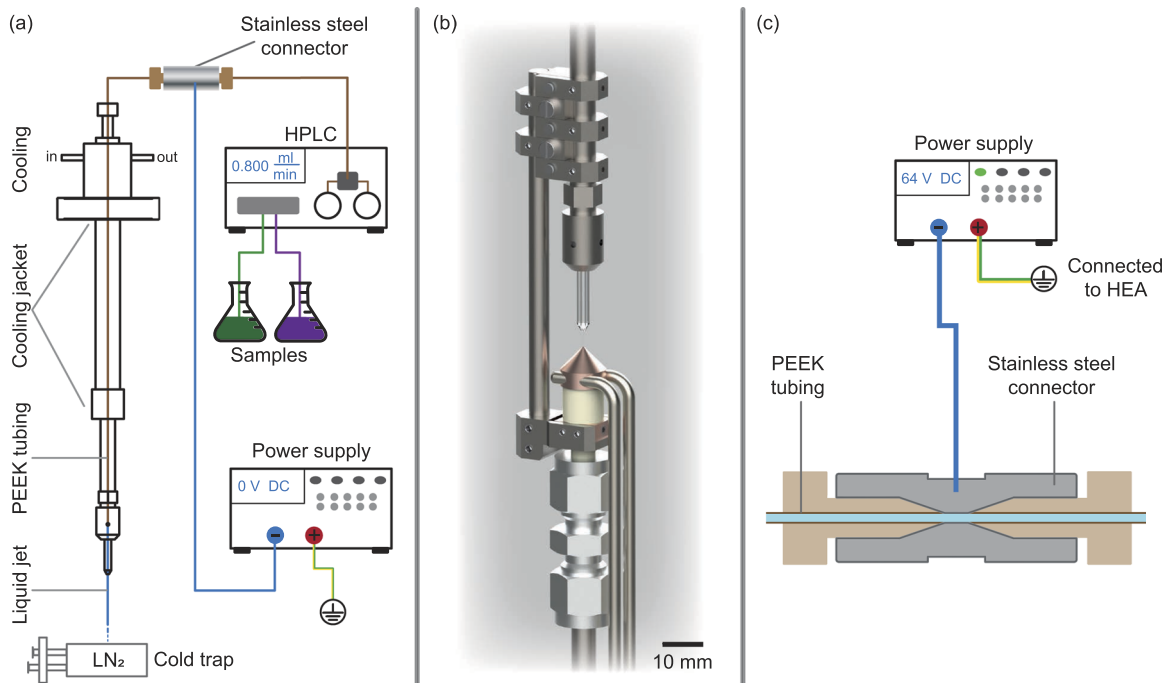 (a)
Stainless steel
connector
Cooling
in
out
HPLC
0.800 ml
min
Cooling jacket
Samples
PEEK tubing
Power supply
0 V DC
-
+
Liquid jet
LN₂
Cold trap
(b)
10 mm
(c)
Power supply
64 V DC
-
+
Connected
to HEA
PEEK
tubing
Stainless steel
connector